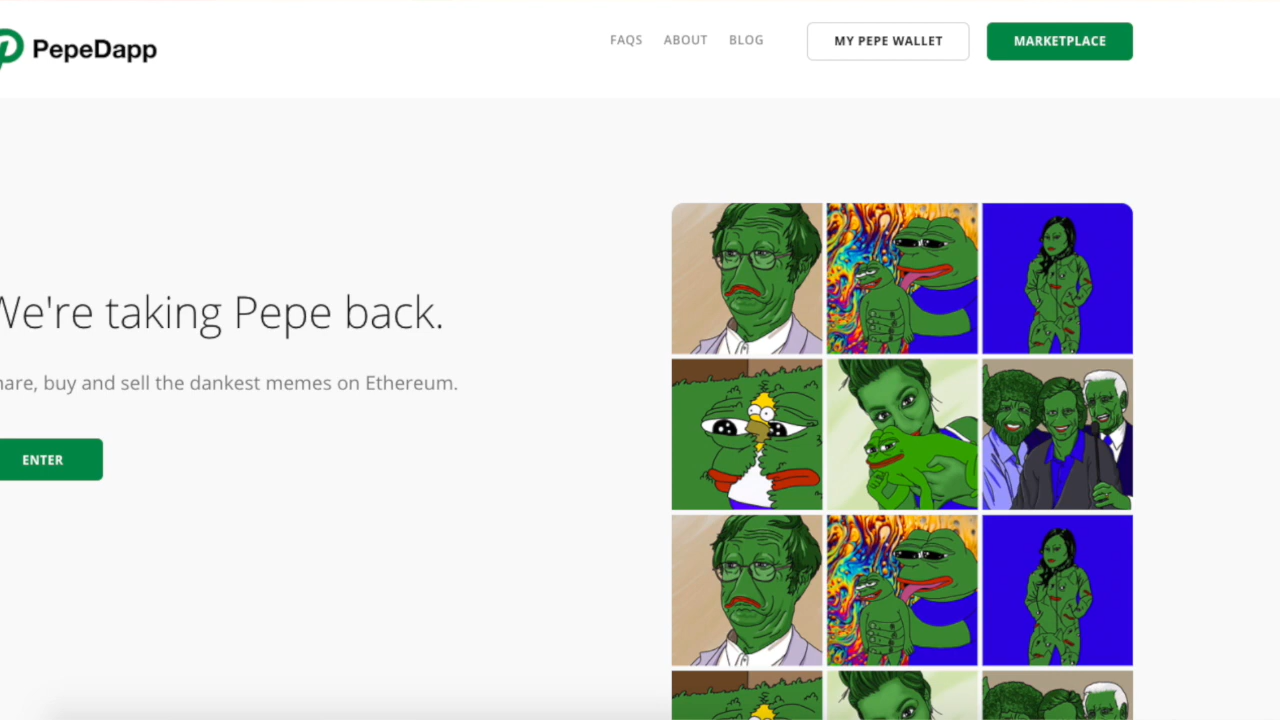 PepeDapp
FAQS
ABOUT
BLOG
MY PEPE WALLET
MARKETPLACE
We're taking Pepe back.
hare, buy and sell the dankest memes on Ethereum.
ENTER